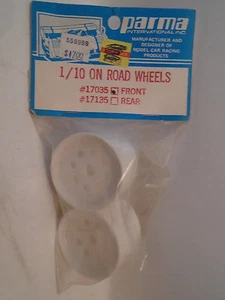 parma
INTERNATIONAL INC.
MANUFACTURER AND
DESIGNER OF
MODEL CAR RACING
PRODUCTS
1/10 ON ROAD WHEELS
#17035 FRONT
#17135 REAR